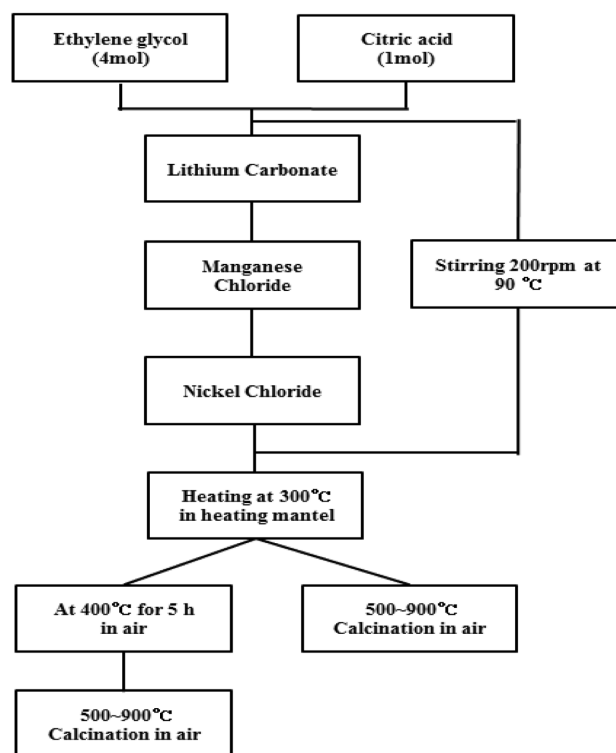 Ethylene glycol
(4mol)
Citric acid
(1mol)
Lithium Carbonate
Manganese
Chloride
Stirring 200rpm at
90 ℃
Nickel Chloride
Heating at 300℃
in heating mantel
At 400℃ for 5 h
in air
500~900℃
Calcination in air
500~900℃
Calcination in air